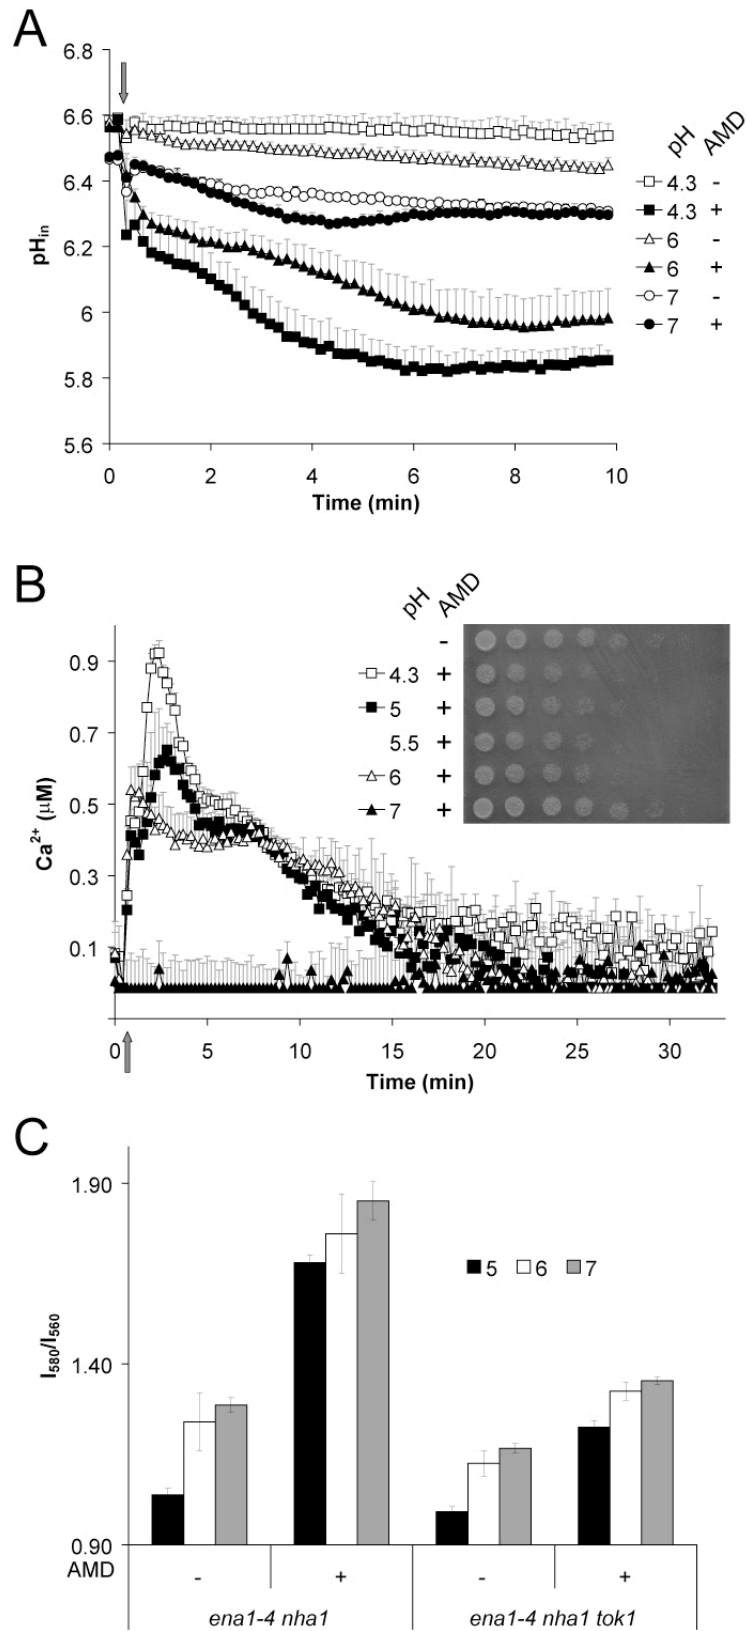 A
6.8
6.6
6.4
6.2
6
5.8
5.6
pHin
0 2 4 6 8 10
Time (min)
pH AMD
4.3 -
4.3 +
6 -
6 +
7 -
7 +
B
0.9
0.7
0.5
0.3
0.1
Ca²⁺ (µM)
0 5 10 15 20 25 30
Time (min)
pH AMD
-
4.3 +
5 +
5.5 +
6 +
7 +
C
1.90
1.40
0.90
I580/I560
5 6 7
AMD
- + - +
ena1-4 nha1 ena1-4 nha1 tok1